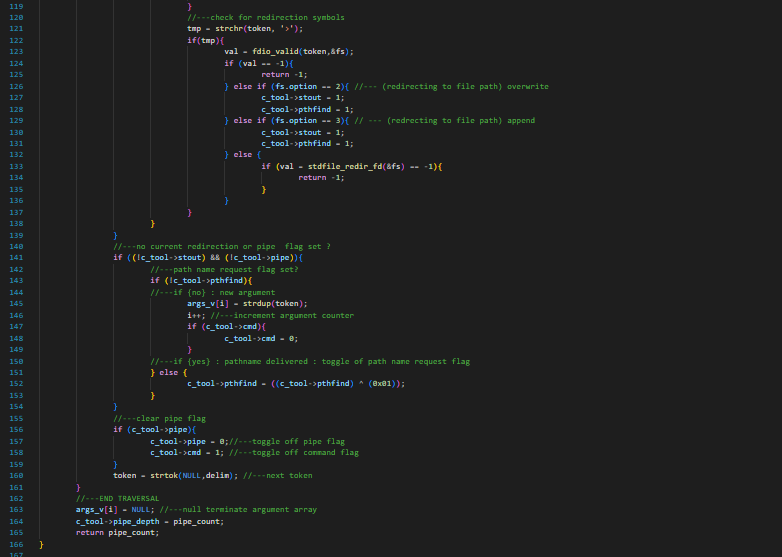 119 }
120 //---check for redirection symbols
121 tmp = strchr(token, '>');
122 if(tmp){
123 val = fdio_valid(token,&fs);
124 if (val == -1){
125 return -1;
126 } else if (fs.option == 2){ //--- (redirecting to file path) overwrite
127 c_tool->stout = 1;
128 c_tool->pthfind = 1;
129 } else if (fs.option == 3){ // --- (redrecting to file path) append
130 c_tool->stout = 1;
131 c_tool->pthfind = 1;
132 } else {
133 if (val = stdfile_redir_fd(&fs) == -1){
134 return -1;
135 }
136 }
137 }
138 }
139 }
140 //---no current redirection or pipe  flag set ?
141 if ((!c_tool->stout) && (!c_tool->pipe)){
142 //---path name request flag set?
143 if (!c_tool->pthfind){
144 //---if {no} : new argument
145 args_v[i] = strdup(token);
146 i++; //---increment argument counter
147 if (c_tool->cmd){
148 c_tool->cmd = 0;
149 }
150 //---if {yes} : pathname delivered : toggle of path name request flag
151 } else {
152 c_tool->pthfind = ((c_tool->pthfind) ^ (0x01));
153 }
154 }
155 //---clear pipe flag
156 if (c_tool->pipe){
157 c_tool->pipe = 0;//---toggle off pipe flag
158 c_tool->cmd = 1; //---toggle off command flag
159 }
160 token = strtok(NULL,delim); //---next token
161 }
162 //---END TRAVERSAL
163 args_v[i] = NULL; //---null terminate argument array
164 c_tool->pipe_depth = pipe_count;
165 return pipe_count;
166 }
167